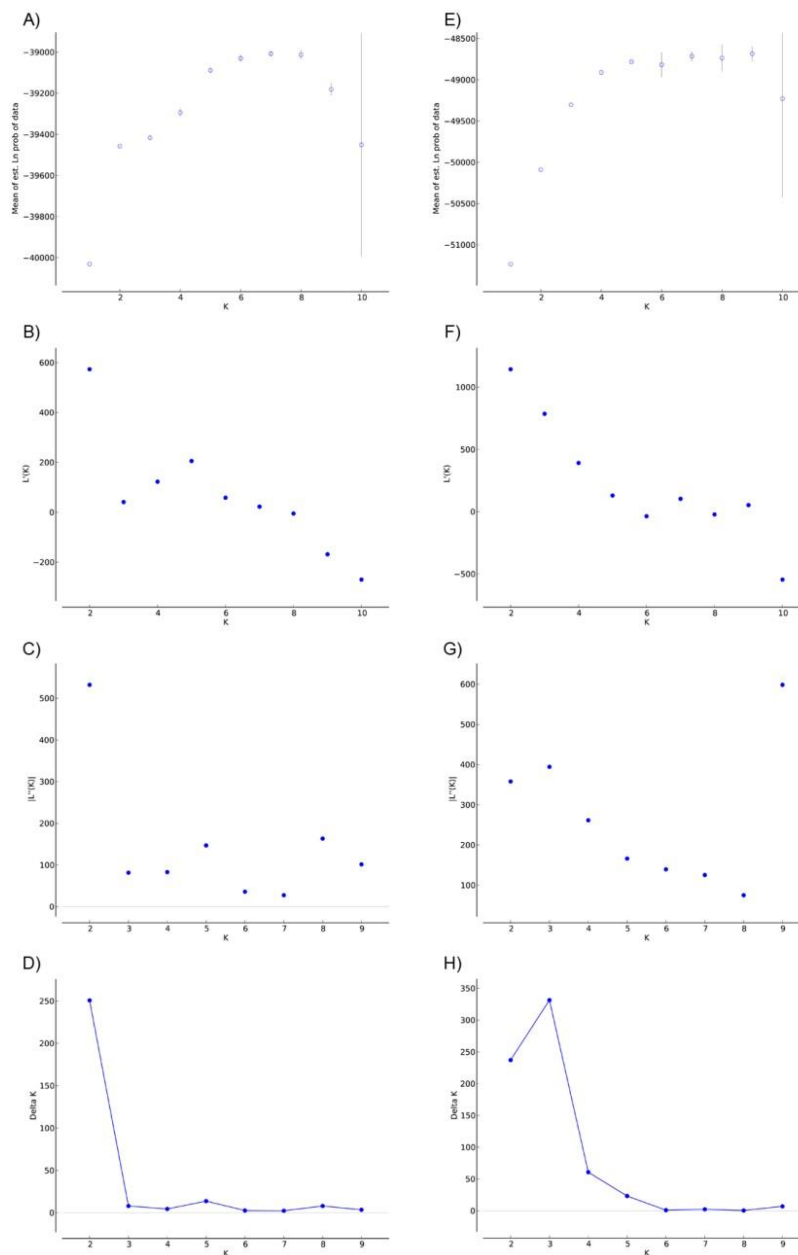 A)
−39000
−39200
−39400
−39600
−39800
−40000
Mean of est. Ln prob of data
2 4 6 8 10
K
B)
600
400
200
0
−200
L'(K)
2 4 6 8 10
K
C)
500
400
300
200
100
0
|L''(K)|
2 3 4 5 6 7 8 9
K
D)
250
200
150
100
50
0
Delta K
2 3 4 5 6 7 8 9
K
E)
−48500
−49000
−49500
−50000
−50500
−51000
Mean of est. Ln prob of data
2 4 6 8 10
K
F)
1000
500
0
−500
L'(K)
2 4 6 8 10
K
G)
600
500
400
300
200
100
|L''(K)|
2 3 4 5 6 7 8 9
K
H)
350
300
250
200
150
100
50
0
Delta K
2 3 4 5 6 7 8 9
K